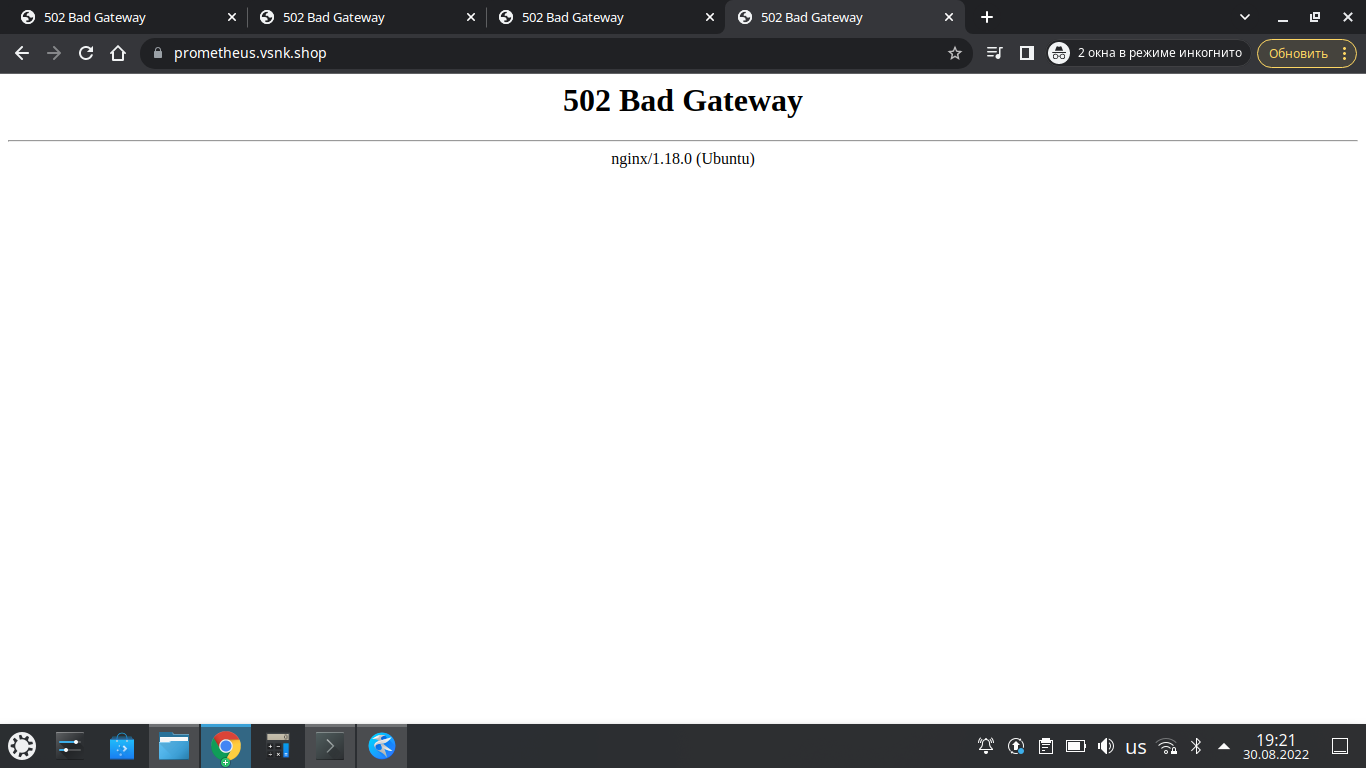 502 Bad Gateway
502 Bad Gateway
502 Bad Gateway
502 Bad Gateway
prometheus.vsnk.shop
2 окна в режиме инкогнито
Обновить
502 Bad Gateway
nginx/1.18.0 (Ubuntu)
us
19:21
30.08.2022